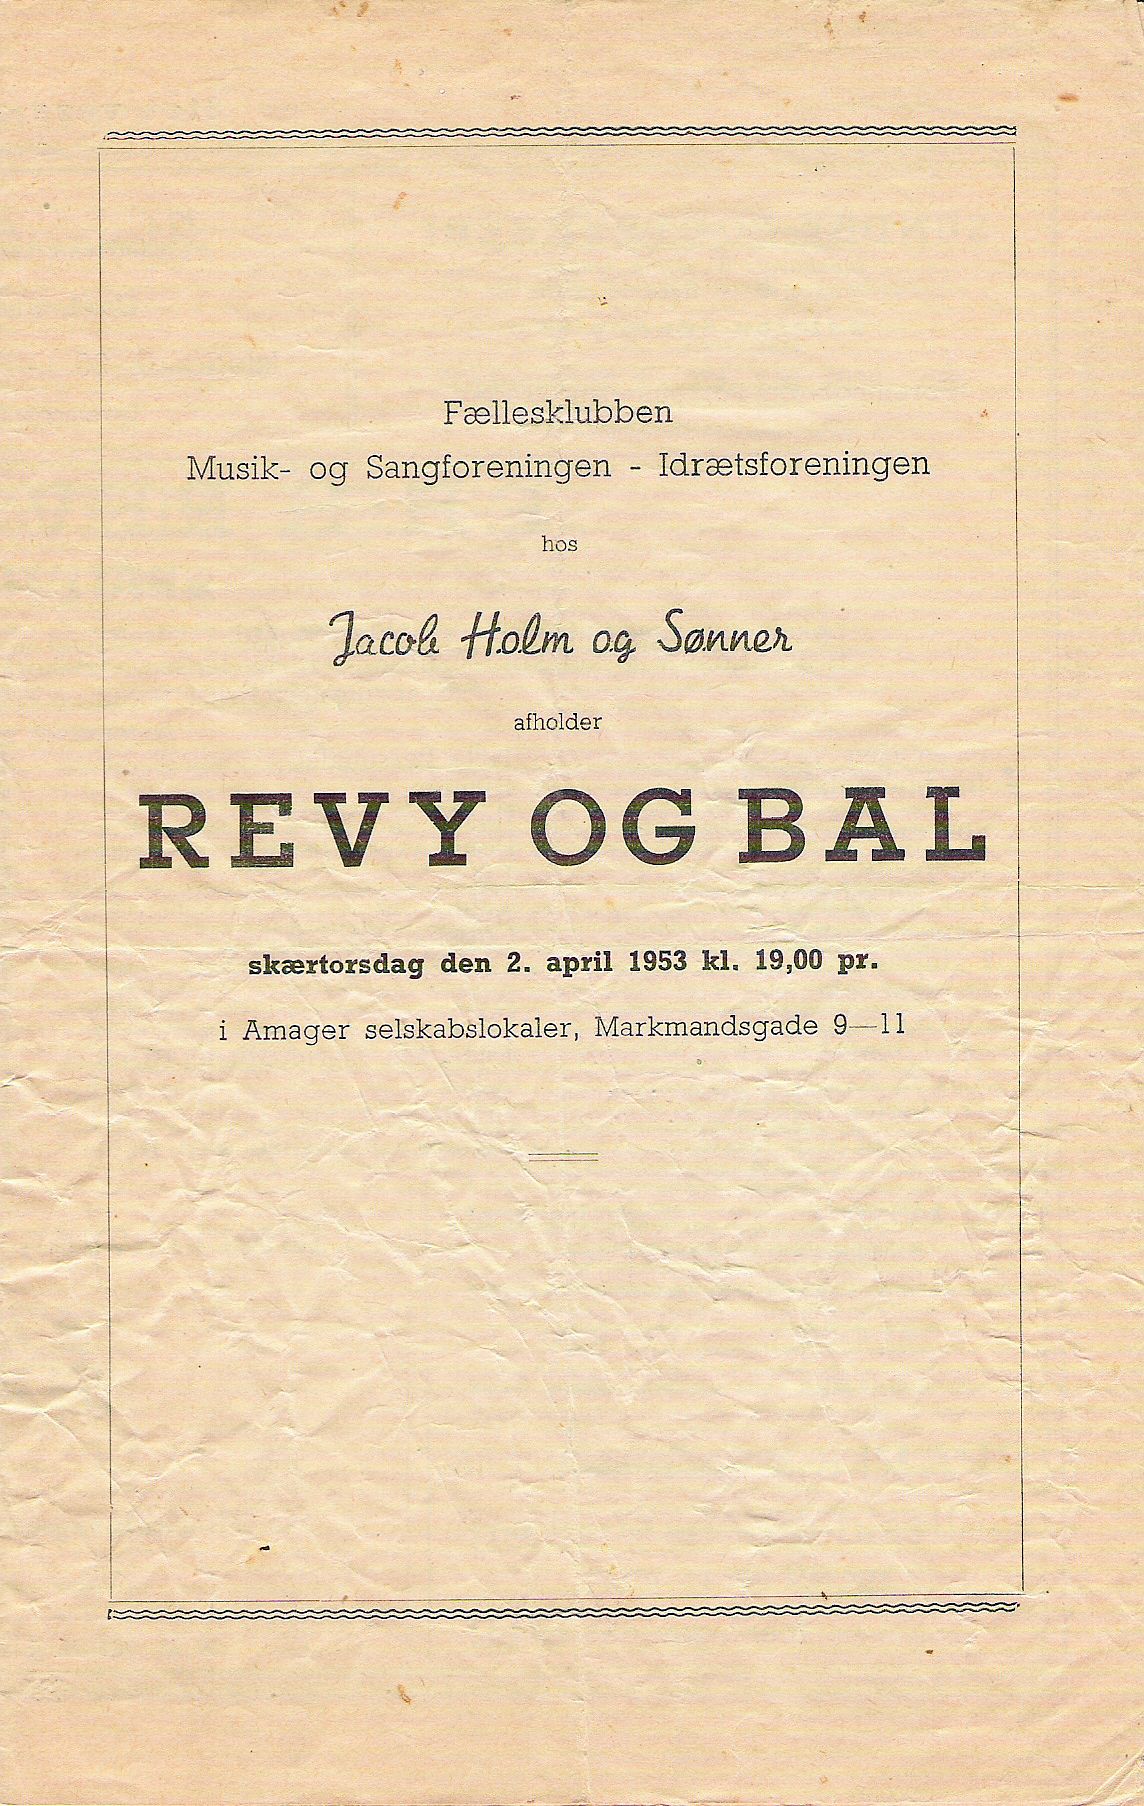 Fællesklubben
Musik- og Sangforeningen - Idrætsforeningen
hos
Jacob Holm og Sønner
afholder
REVY OG BAL
skærtorsdag den 2. april 1953 kl. 19,00 pr.
i Amager selskabslokaler, Markmandsgade 9—11